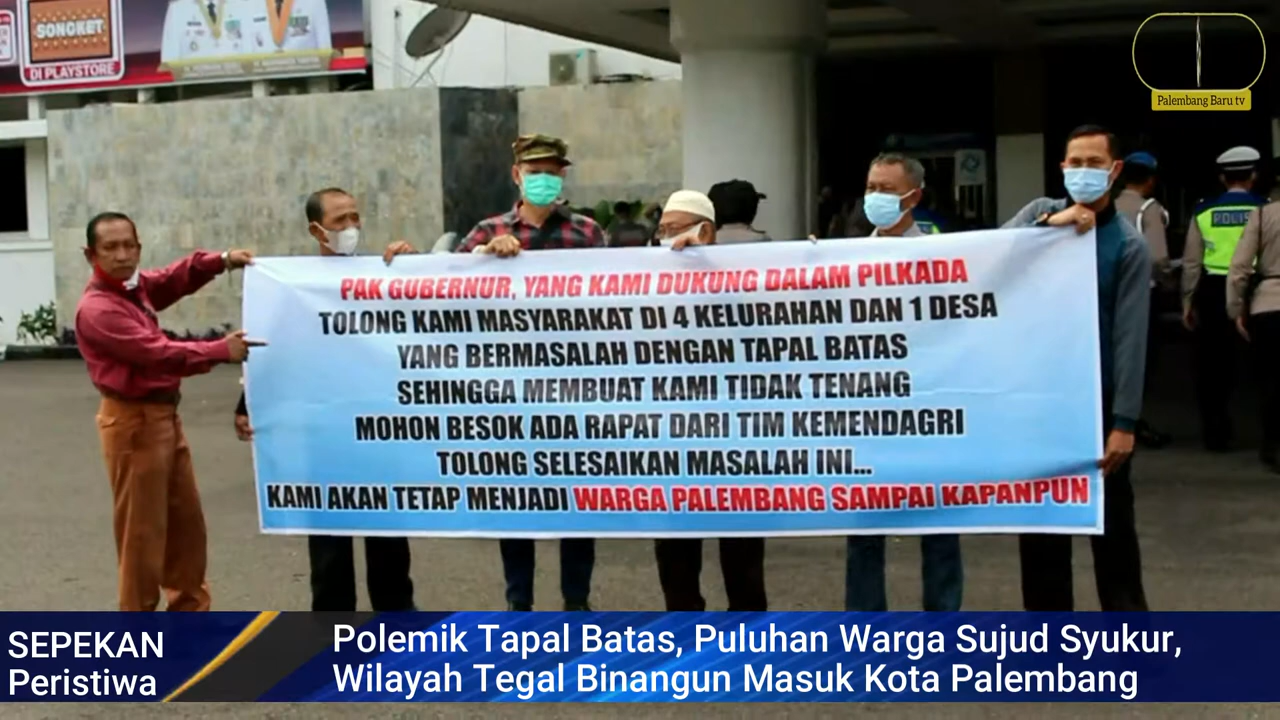 SONGKET
DI PLAYSTORE
Palembang Baru tv
POLIS
PAK GUBERNUR, YANG KAMI DUKUNG DALAM PILKADA
TOLONG KAMI MASYARAKAT DI 4 KELURAHAN DAN 1 DESA
YANG BERMASALAH DENGAN TAPAL BATAS
SEHINGGA MEMBUAT KAMI TIDAK TENANG
MOHON BESOK ADA RAPAT DARI TIM KEMENDAGRI
TOLONG SELESAIKAN MASALAH INI...
KAMI AKAN TETAP MENJADI WARGA PALEMBANG SAMPAI KAPANPUN
SEPEKAN
Peristiwa
Polemik Tapal Batas, Puluhan Warga Sujud Syukur,
Wilayah Tegal Binangun Masuk Kota Palembang